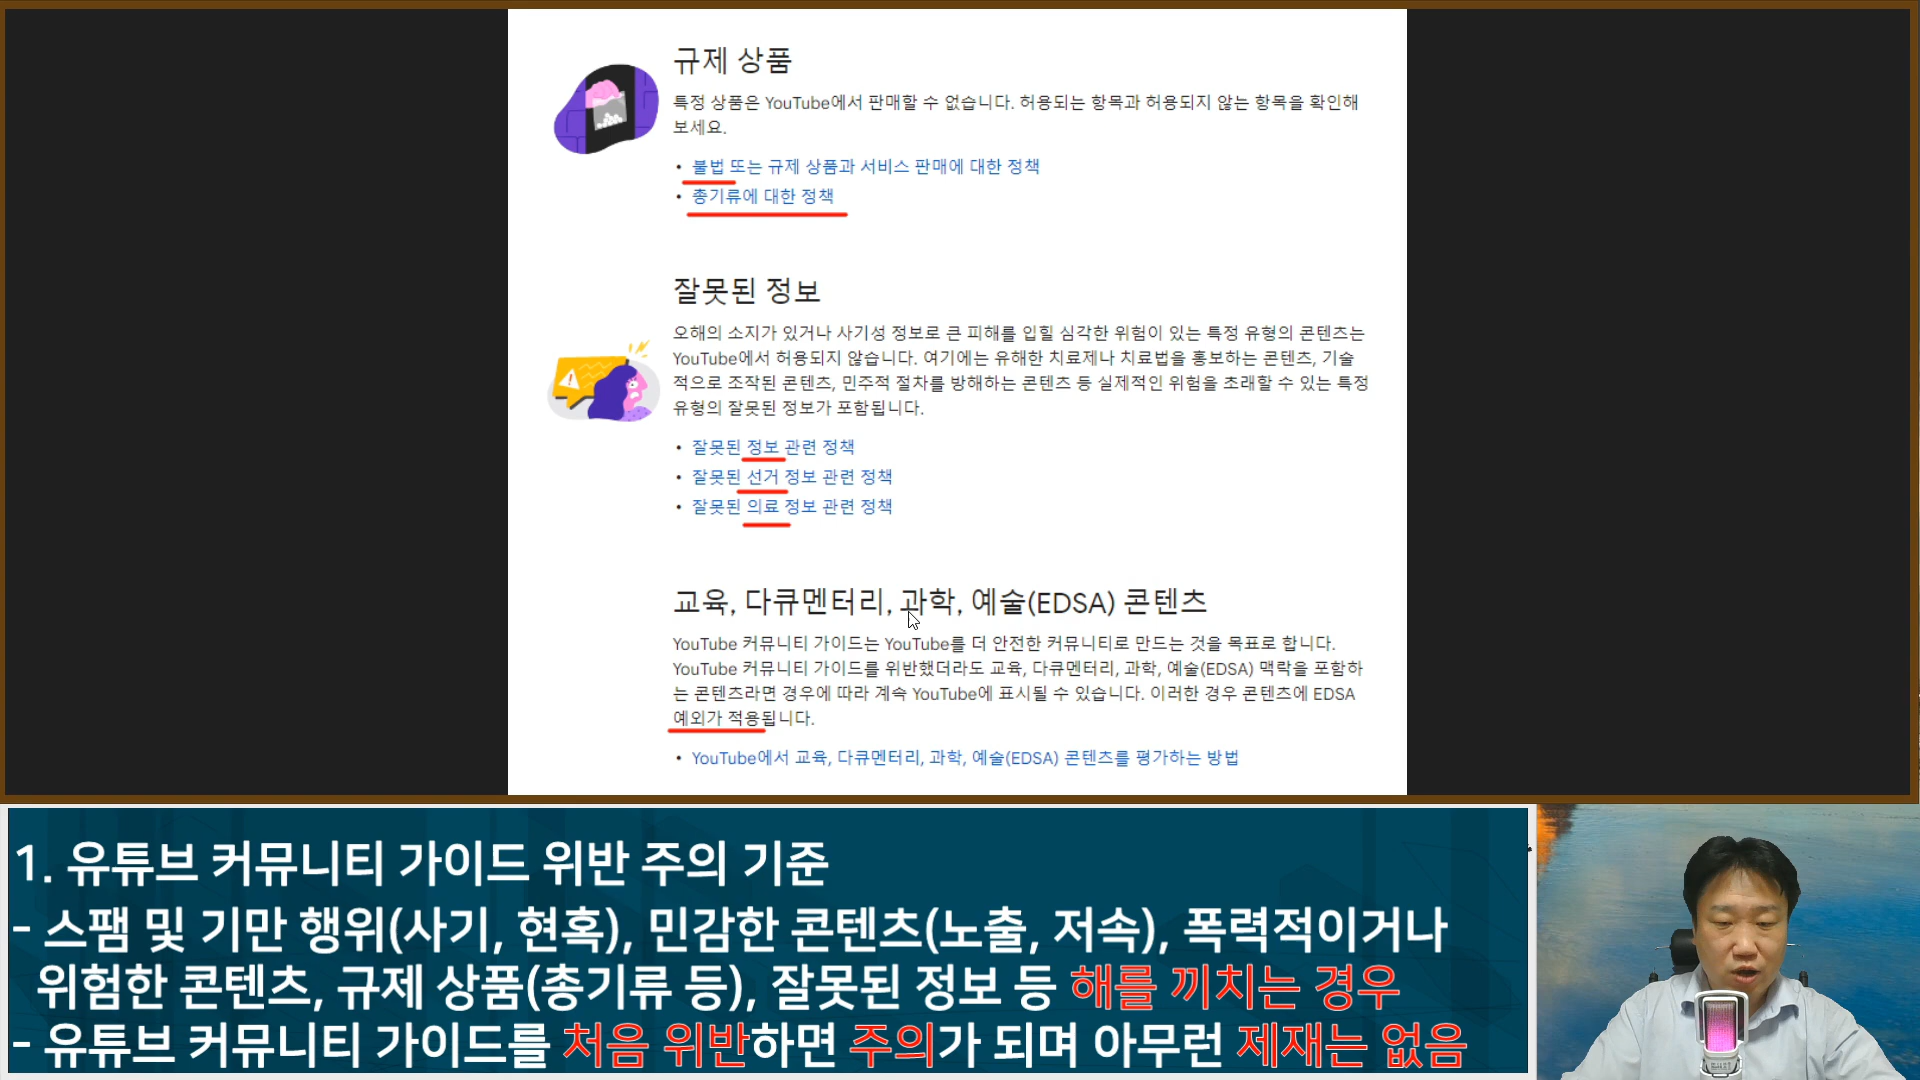 규제 상품
특정 상품은 YouTube에서 판매할 수 없습니다. 허용되는 항목과 허용되지 않는 항목을 확인해
보세요.
• 불법 또는 규제 상품과 서비스 판매에 대한 정책
• 총기류에 대한 정책
잘못된 정보
오해의 소지가 있거나 사기성 정보로 큰 피해를 입힐 심각한 위험이 있는 특정 유형의 콘텐츠는
YouTube에서 허용되지 않습니다. 여기에는 유해한 치료제나 치료법을 홍보하는 콘텐츠, 기술
적으로 조작된 콘텐츠, 민주적 절차를 방해하는 콘텐츠 등 실제적인 위험을 초래할 수 있는 특정
유형의 잘못된 정보가 포함됩니다.
• 잘못된 정보 관련 정책
• 잘못된 선거 정보 관련 정책
• 잘못된 의료 정보 관련 정책
교육, 다큐멘터리, 과학, 예술(EDSA) 콘텐츠
YouTube 커뮤니티 가이드는 YouTube를 더 안전한 커뮤니티로 만드는 것을 목표로 합니다.
YouTube 커뮤니티 가이드를 위반했더라도 교육, 다큐멘터리, 과학, 예술(EDSA) 맥락을 포함하
는 콘텐츠라면 경우에 따라 계속 YouTube에 표시될 수 있습니다. 이러한 경우 콘텐츠에 EDSA
예외가 적용됩니다.
• YouTube에서 교육, 다큐멘터리, 과학, 예술(EDSA) 콘텐츠를 평가하는 방법
1. 유튜브 커뮤니티 가이드 위반 주의 기준
- 스팸 및 기만 행위(사기, 현혹), 민감한 콘텐츠(노출, 저속), 폭력적이거나
위험한 콘텐츠, 규제 상품(총기류 등), 잘못된 정보 등 해를 끼치는 경우
- 유튜브 커뮤니티 가이드를 처음 위반하면 주의가 되며 아무런 제재는 없음